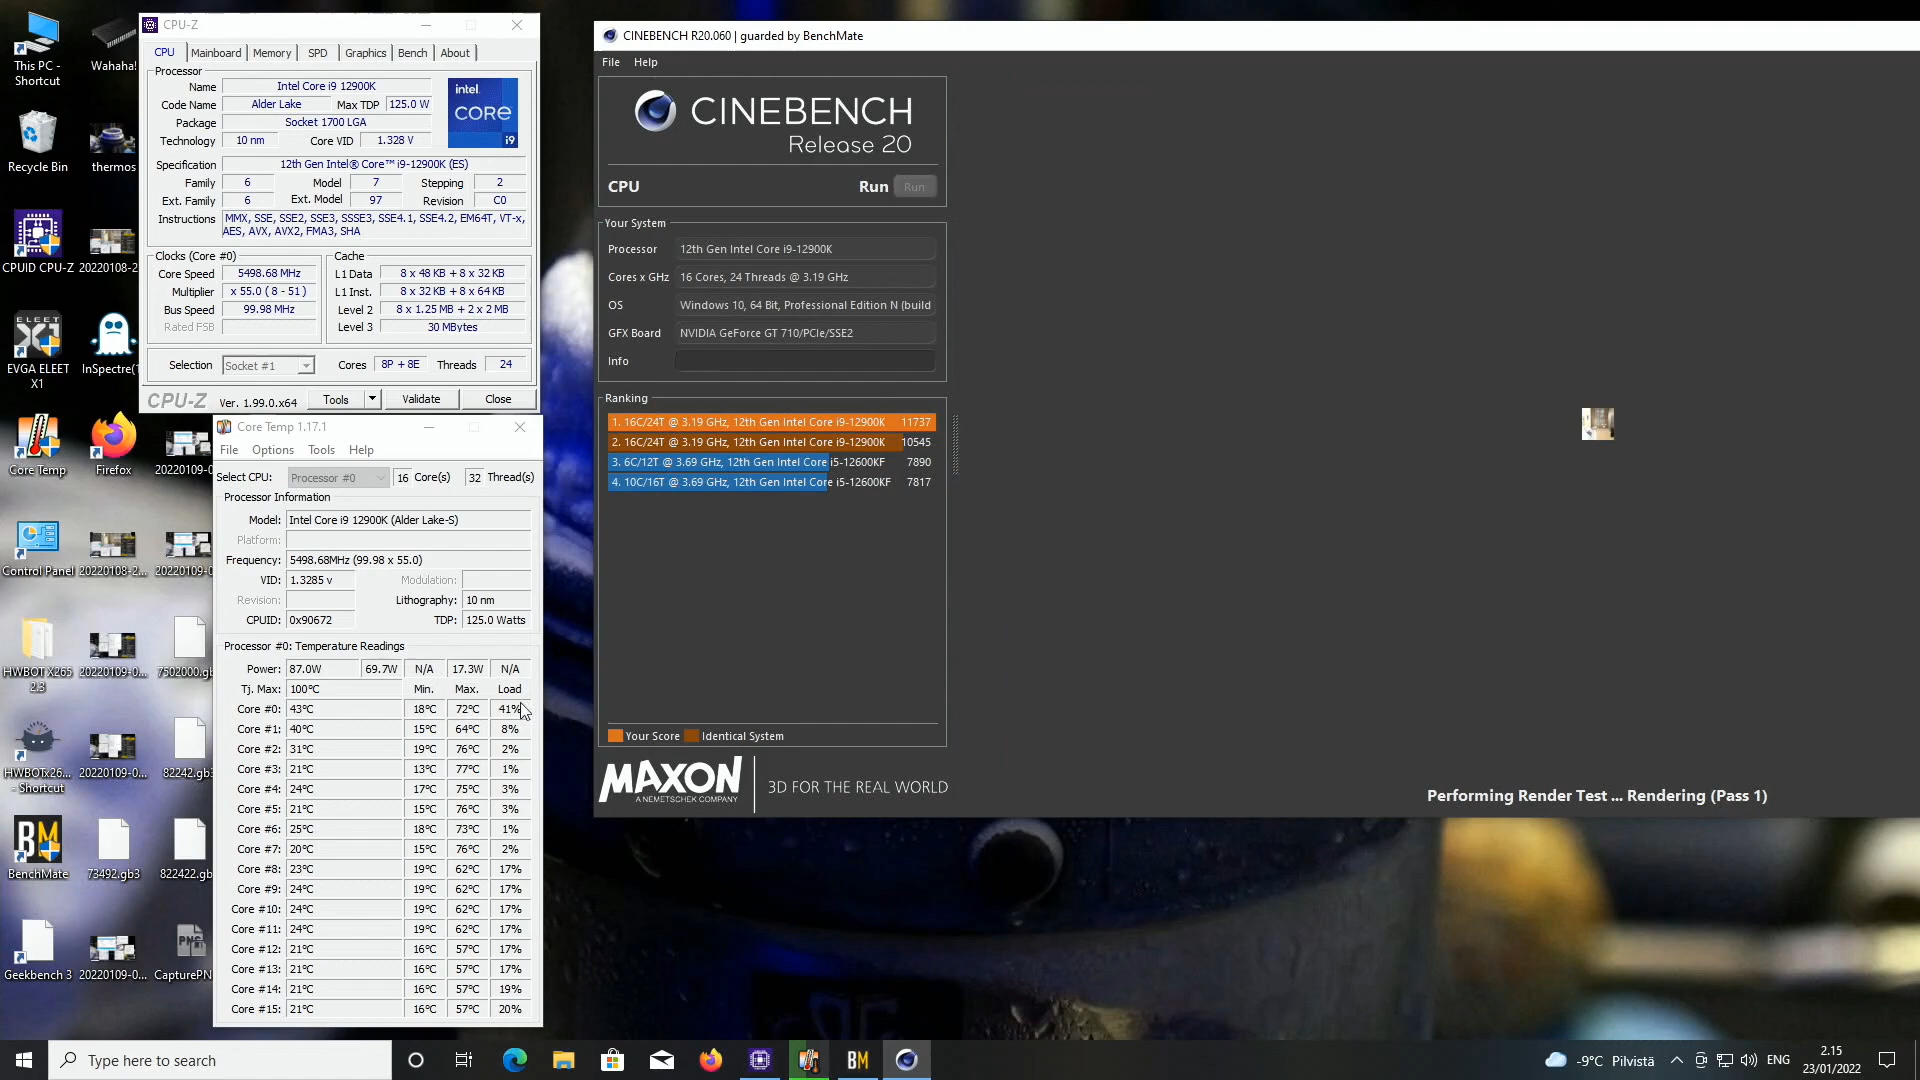 This PC -
Shortcut
Wahaha!
Recycle Bin
thermos
CPUID CPU-Z
20220108-2
EVGA ELEET
X1
InSpectre(1
Core Temp
Firefox
20220109-0
Control Panel
20220108-2...
20220109-0
HWBOT X265
2.3
20220109-0...
7502000.gb
HWBOTx26...
- Shortcut
20220109-0...
82242.gb3
BenchMate
73492.gb3
822422.gb
Geekbench 3
20220109-0...
CapturePN
CPU-Z
CPU
Mainboard
Memory
SPD
Graphics
Bench
About
Processor
Name
Intel Core i9 12900K
Code Name
Alder Lake
Max TDP
125.0 W
Package
Socket 1700 LGA
Technology
10 nm
Core VID
1.328 V
intel.
CORE
i9
Specification
12th Gen Intel® Core™ i9-12900K (ES)
Family
6
Model
7
Stepping
2
Ext. Family
6
Ext. Model
97
Revision
C0
Instructions
MMX, SSE, SSE2, SSE3, SSSE3, SSE4.1, SSE4.2, EM64T, VT-x,
AES, AVX, AVX2, FMA3, SHA
Clocks (Core #0)
Core Speed
5498.68 MHz
Multiplier
x 55.0 ( 8 - 51 )
Bus Speed
99.98 MHz
Rated FSB
Cache
L1 Data
8 x 48 KB + 8 x 32 KB
L1 Inst.
8 x 32 KB + 8 x 64 KB
Level 2
8 x 1.25 MB + 2 x 2 MB
Level 3
30 MBytes
Selection
Socket #1
Cores
8P + 8E
Threads
24
CPU-Z
Ver. 1.99.0.x64
Tools
Validate
Close
Core Temp 1.17.1
File
Options
Tools
Help
Select CPU:
Processor #0
16
Core(s)
32
Thread(s)
Processor Information
Model:
Intel Core i9 12900K (Alder Lake-S)
Platform:
Frequency:
5498.68MHz (99.98 x 55.0)
VID:
1.3285 v
Modulation:
Revision:
Lithography:
10 nm
CPUID:
0x90672
TDP:
125.0 Watts
Processor #0: Temperature Readings
Power: 87.0W 69.7W N/A 17.3W N/A
Tj. Max: 100°C Min. Max. Load
Core #0: 43°C 18°C 72°C 41%
Core #1: 40°C 15°C 64°C 8%
Core #2: 31°C 19°C 76°C 2%
Core #3: 21°C 13°C 77°C 1%
Core #4: 24°C 17°C 75°C 3%
Core #5: 21°C 15°C 76°C 3%
Core #6: 25°C 18°C 73°C 1%
Core #7: 20°C 15°C 76°C 2%
Core #8: 23°C 19°C 62°C 17%
Core #9: 24°C 19°C 62°C 17%
Core #10: 24°C 19°C 62°C 17%
Core #11: 24°C 19°C 62°C 17%
Core #12: 21°C 16°C 57°C 17%
Core #13: 21°C 16°C 57°C 17%
Core #14: 21°C 16°C 57°C 19%
Core #15: 21°C 16°C 57°C 20%
CINEBENCH R20.060 | guarded by BenchMate
File
Help
CINEBENCH
Release 20
CPU
Run
Run
Your System
Processor
12th Gen Intel Core i9-12900K
Cores x GHz
16 Cores, 24 Threads @ 3.19 GHz
OS
Windows 10, 64 Bit, Professional Edition N (build
GFX Board
NVIDIA GeForce GT 710/PCIe/SSE2
Info
Ranking
1. 16C/24T @ 3.19 GHz, 12th Gen Intel Core i9-12900K 11737
2. 16C/24T @ 3.19 GHz, 12th Gen Intel Core i9-12900K 10545
3. 6C/12T @ 3.69 GHz, 12th Gen Intel Core i5-12600KF 7890
4. 10C/16T @ 3.69 GHz, 12th Gen Intel Core i5-12600KF 7817
Your Score
Identical System
MAXON
A NEMETSCHEK COMPANY
3D FOR THE REAL WORLD
Performing Render Test ... Rendering (Pass 1)
Type here to search
BM
-9°C Pilvistä
ENG
2.15
23/01/2022